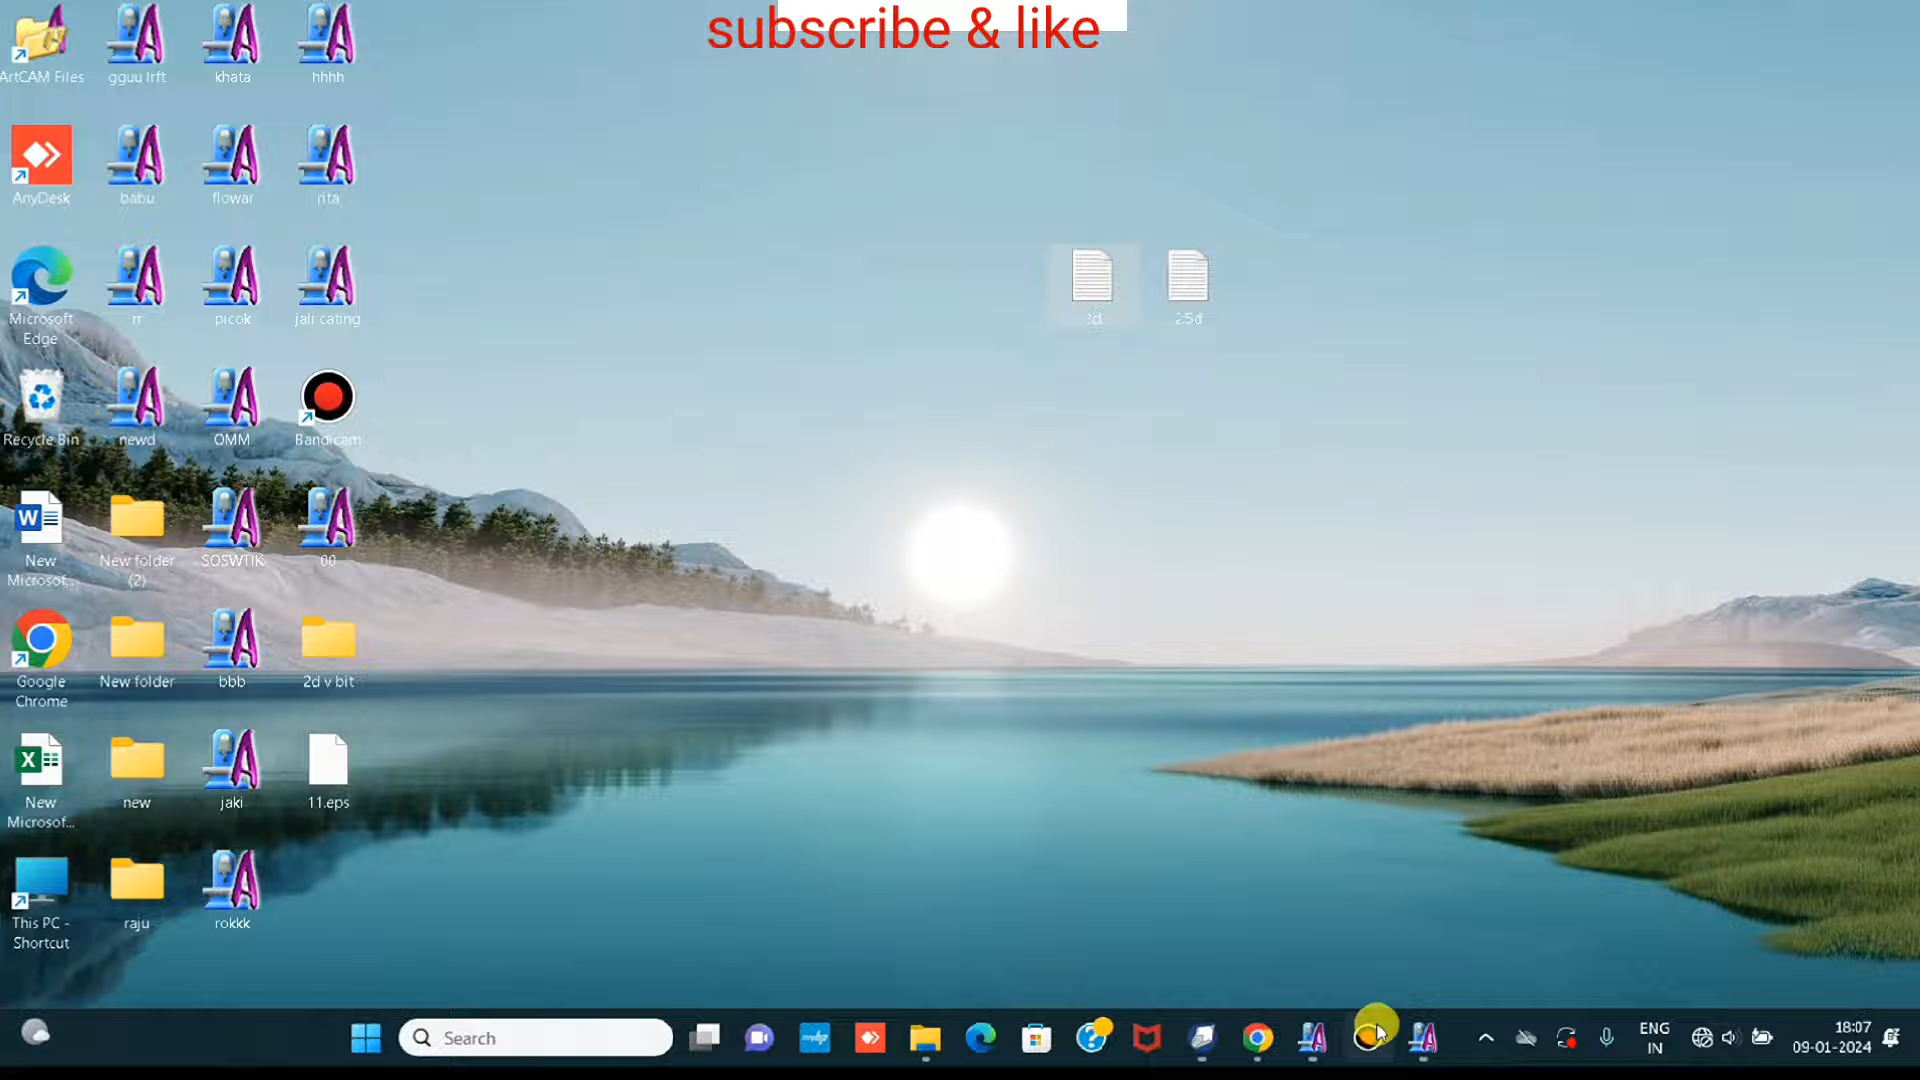 subscribe & like
ArtCAM Files
gguu lrft
khata
hhhh
AnyDesk
babu
flowar
rita
Microsoft
Edge
rr
picok
jali cating
2.5d
Recycle Bin
newd
OMM
Bandicam
New
Microsof...
New folder
(2)
SOSWTIK
00
Google
Chrome
New folder
bbb
2d v bit
New
Microsof...
new
jaki
11.eps
This PC -
Shortcut
raju
rokkk
Search
ENG
IN
18:07
09-01-2024